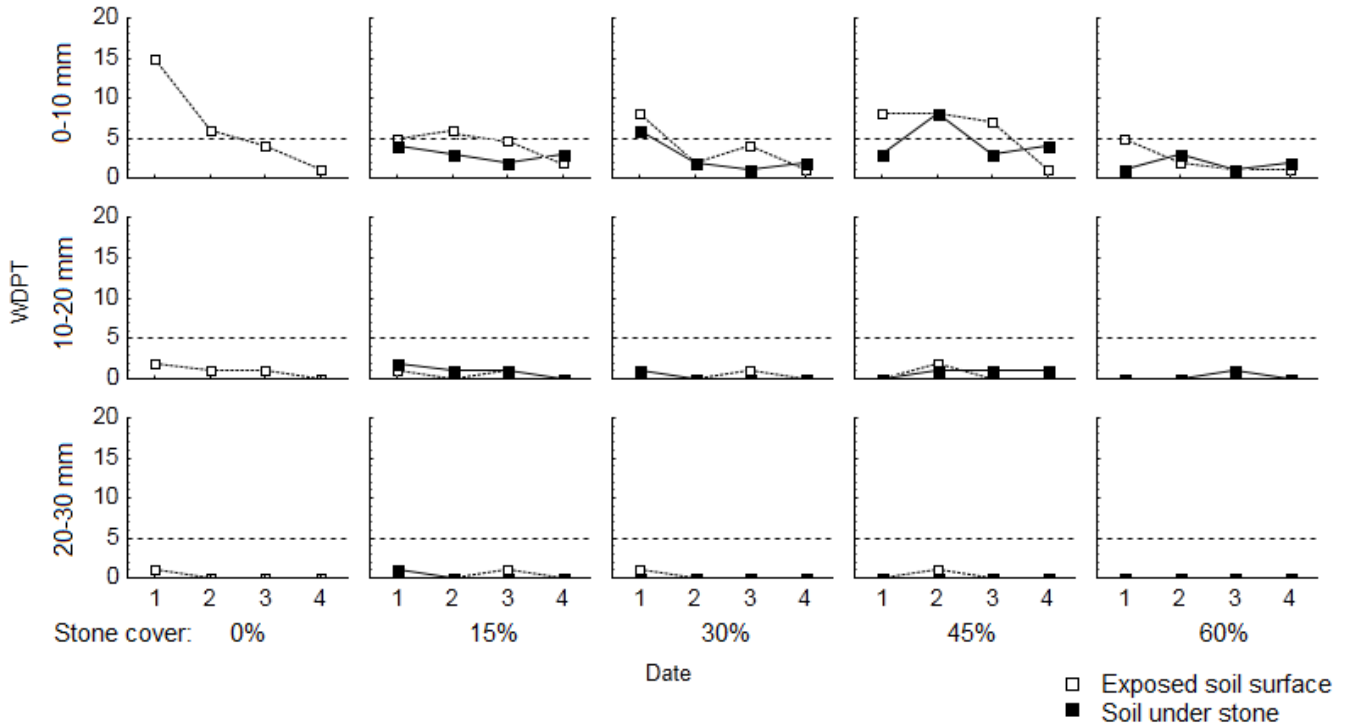 WDPT
0-10 mm
20
15
10
5
0
10-20 mm
20
15
10
5
0
20-30 mm
20
15
10
5
0
1 2 3 4 1 2 3 4 1 2 3 4 1 2 3 4 1 2 3 4
Stone cover: 0% 15% 30% 45% 60%
Date
Exposed soil surface
Soil under stone